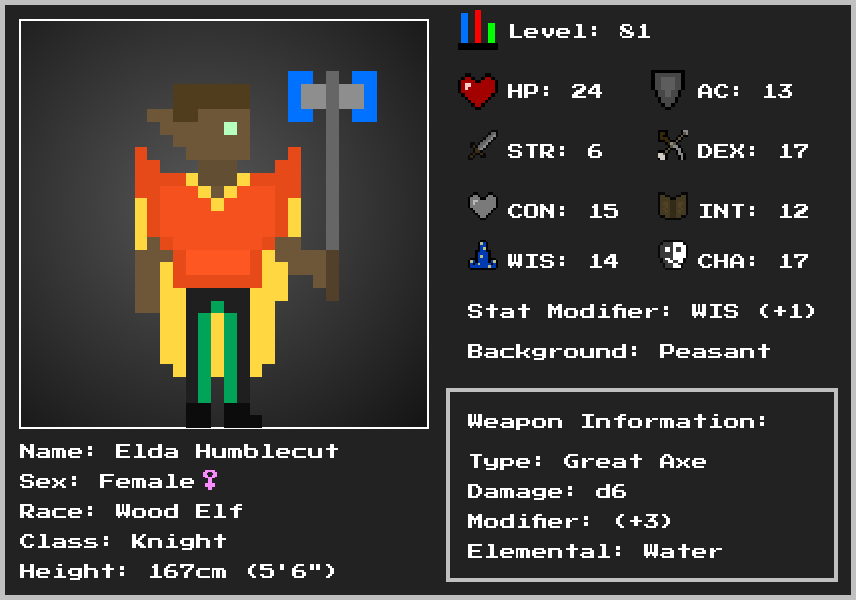 Level: 81
HP: 24 AC: 13
STR: 6 DEX: 17
CON: 15 INT: 12
WIS: 14 CHA: 17
Stat Modifier: WIS (+1)
Background: Peasant
Name: Elda Humblecut
Sex: Female♀
Race: Wood Elf
Class: Knight
Height: 167cm (5'6")
Weapon Information:
Type: Great Axe
Damage: d6
Modifier: (+3)
Elemental: Water